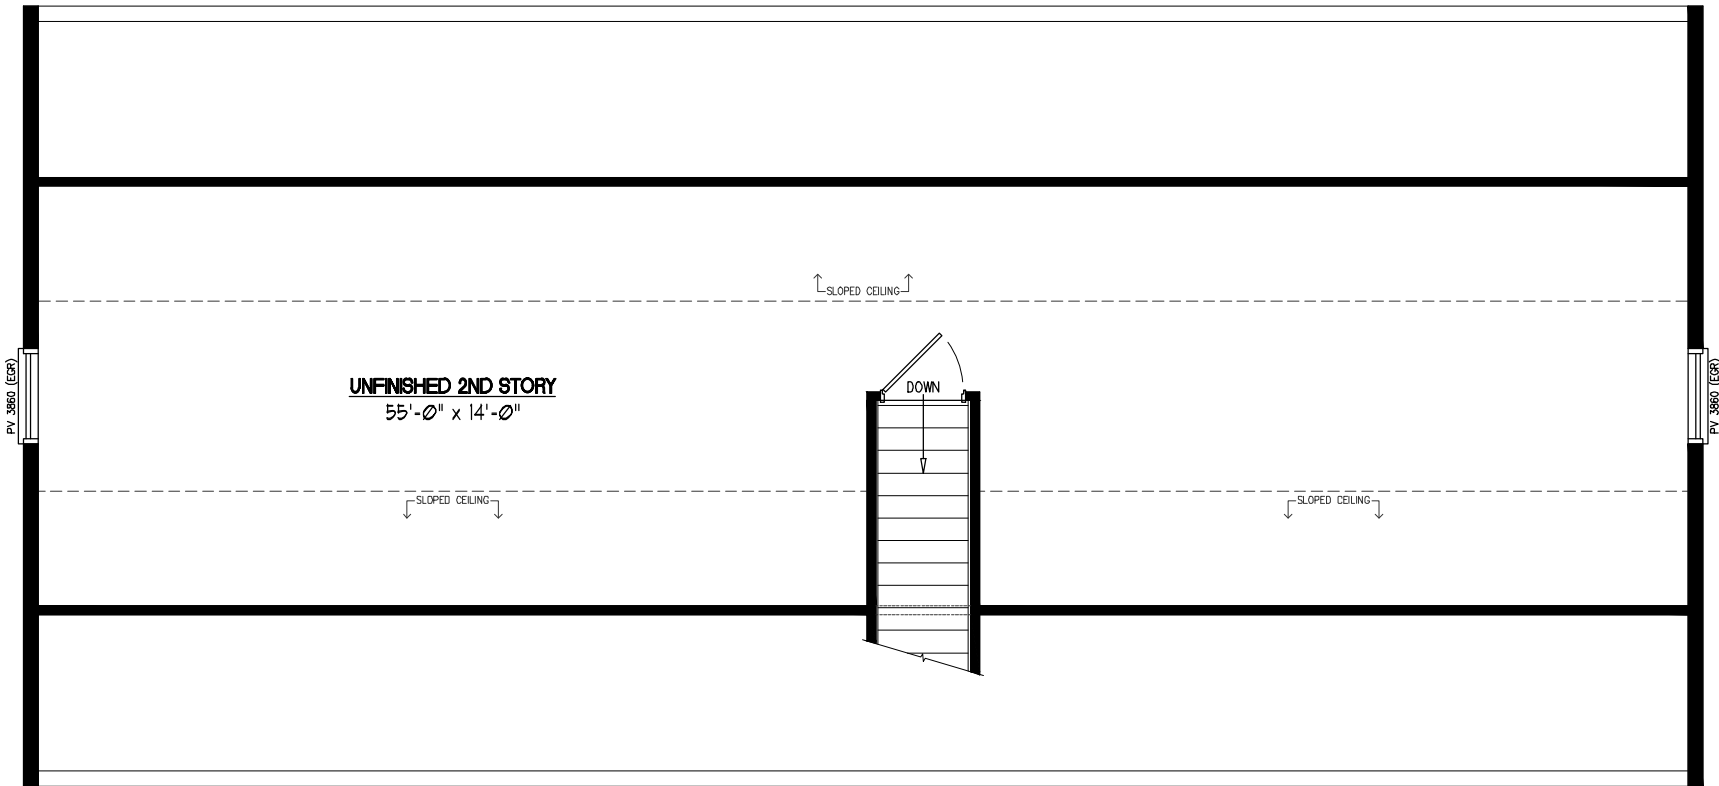 SLOPED CEILING
PV 3860 (EGR)
UNFINISHED 2ND STORY
55'-0" x 14'-0"
DOWN
PV 3860 (EGR)
SLOPED CEILING
SLOPED CEILING